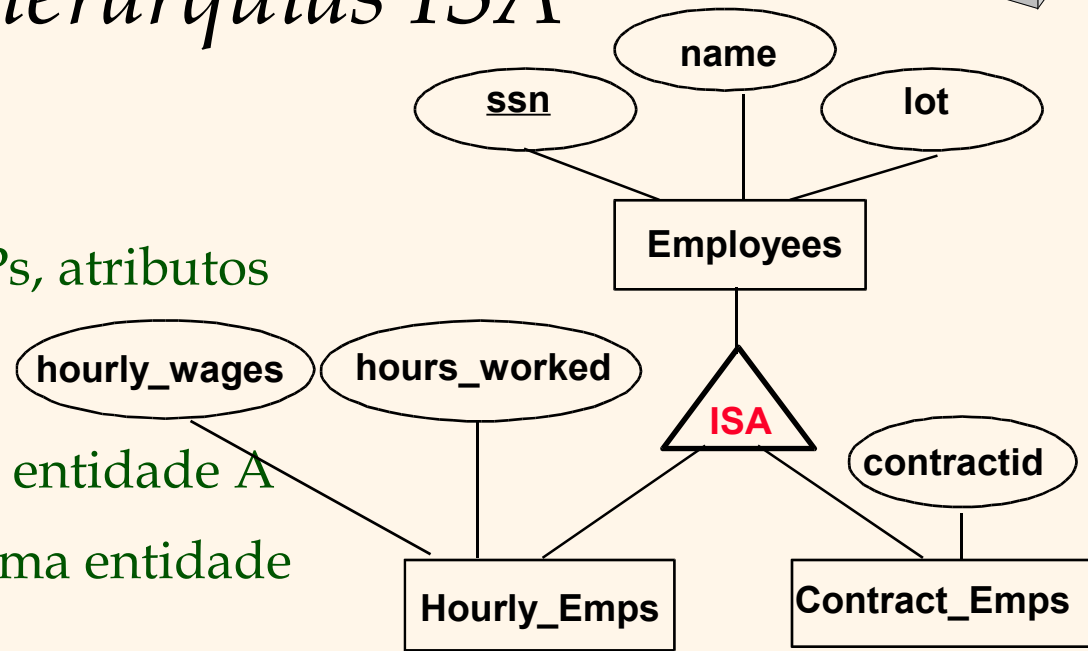 ierarquias ISA
name
ssn
lot
Employees
Ps, atributos
hourly_wages
hours_worked
ISA
entidade A
contractid
ma entidade
Hourly_Emps
Contract_Emps